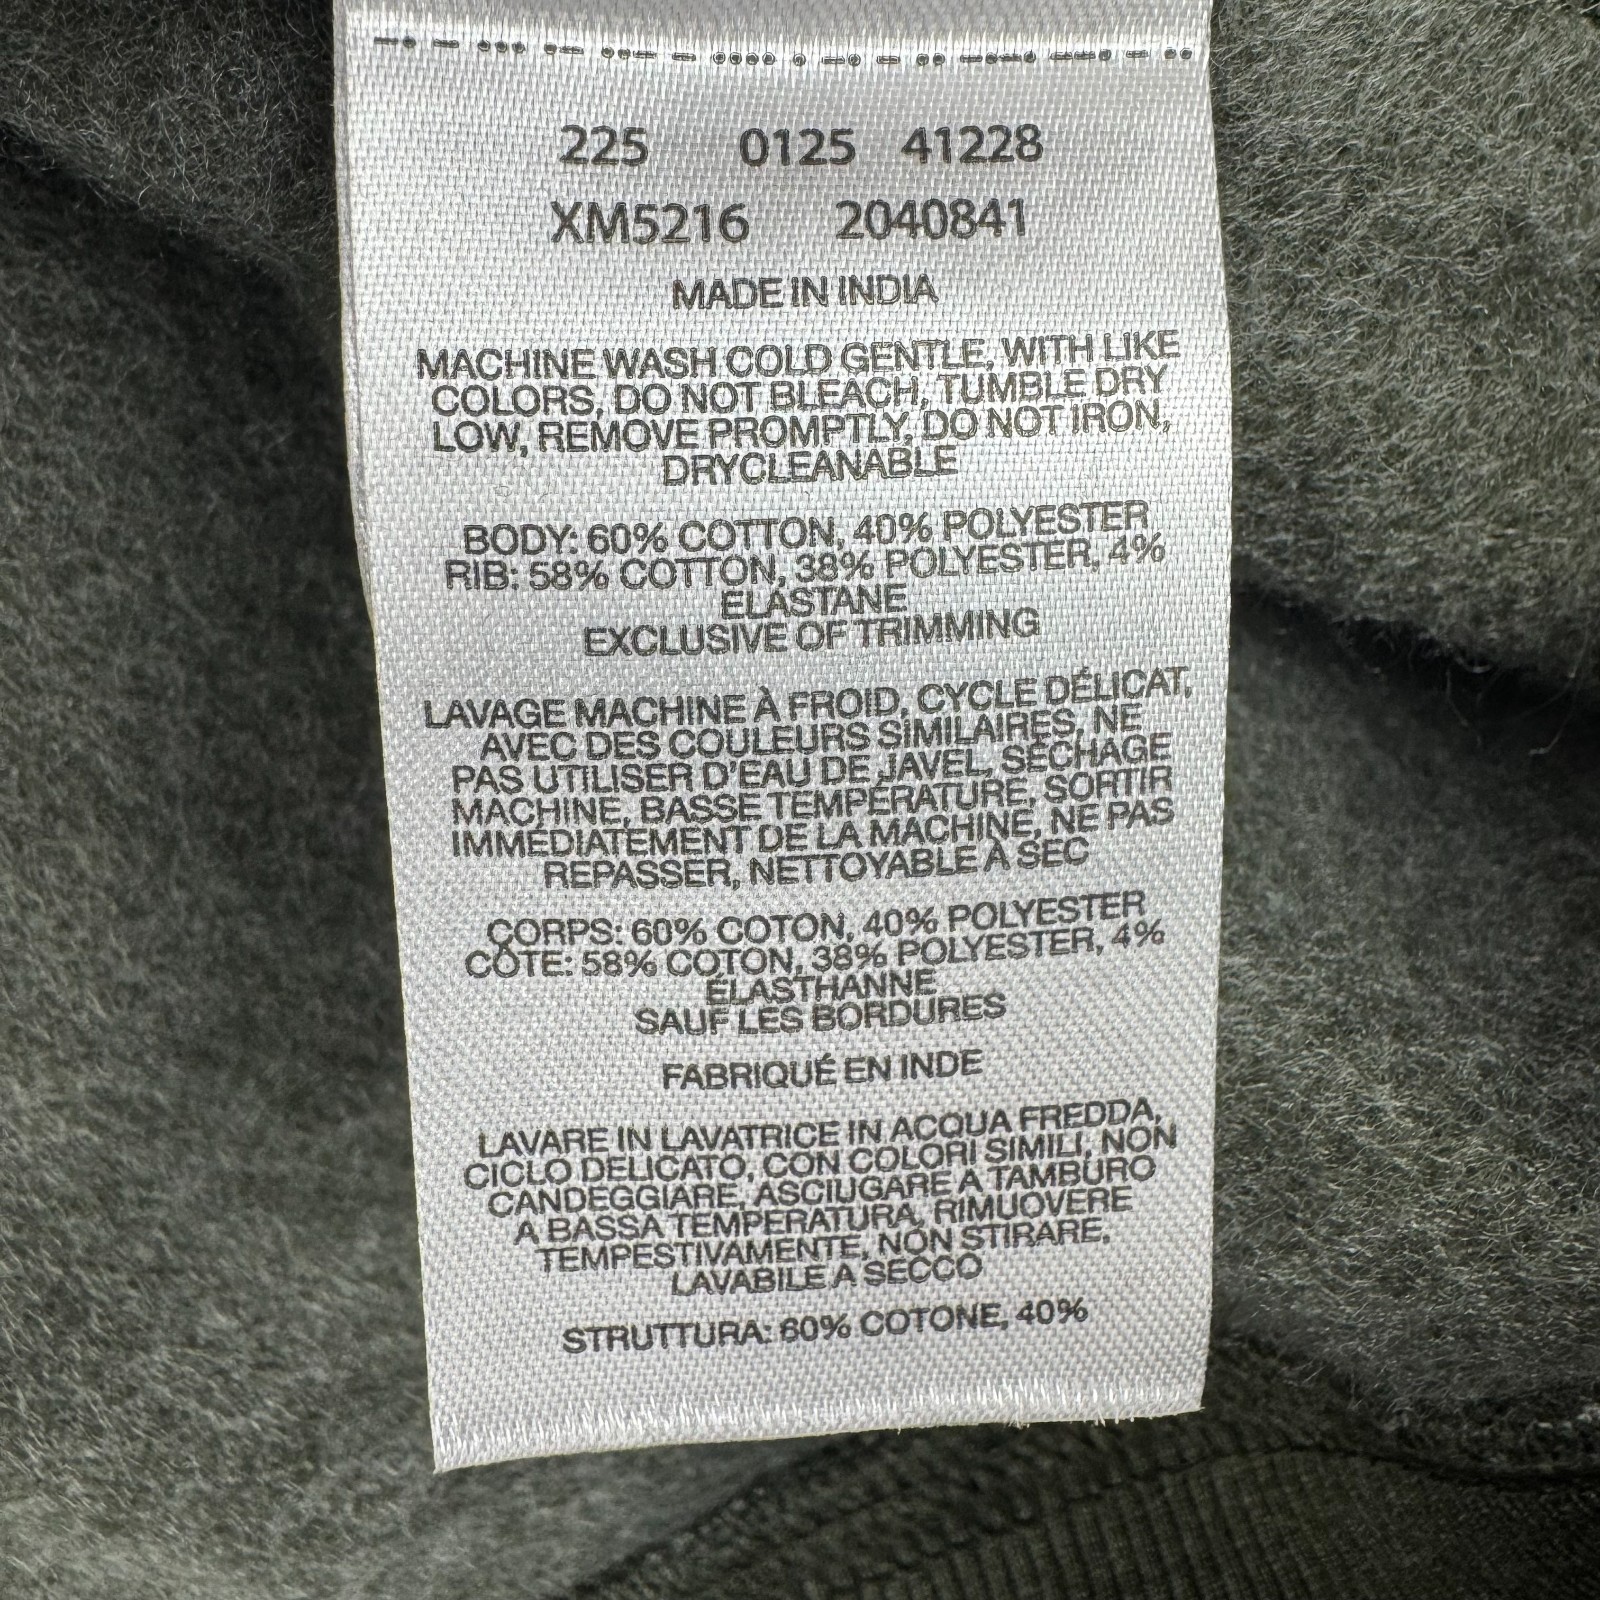 225 0125 41228
XM5216 2040841
MADE IN INDIA
MACHINE WASH COLD GENTLE, WITH LIKE
COLORS, DO NOT BLEACH, TUMBLE DRY
LOW, REMOVE PROMPTLY, DO NOT IRON,
DRYCLEANABLE
BODY: 60% COTTON, 40% POLYESTER
RIB: 58% COTTON, 38% POLYESTER, 4%
ELASTANE
EXCLUSIVE OF TRIMMING
LAVAGE MACHINE À FROID, CYCLE DÉLICAT,
AVEC DES COULEURS SIMILAIRES, NE
PAS UTILISER D'EAU DE JAVEL, SÉCHAGE
MACHINE, BASSE TEMPÉRATURE, SORTIR
IMMÉDIATEMENT DE LA MACHINE, NE PAS
REPASSER, NETTOYABLE À SEC
CORPS: 60% COTON, 40% POLYESTER
CÔTE: 58% COTON, 38% POLYESTER, 4%
ÉLASTHANNE
SAUF LES BORDURES
FABRIQUÉ EN INDE
LAVARE IN LAVATRICE IN ACQUA FREDDA,
CICLO DELICATO, CON COLORI SIMILI, NON
CANDEGGIARE, ASCIUGARE A TAMBURO
A BASSA TEMPERATURA, RIMUOVERE
TEMPESTIVAMENTE, NON STIRARE,
LAVABILE A SECCO
STRUTTURA: 60% COTONE, 40%